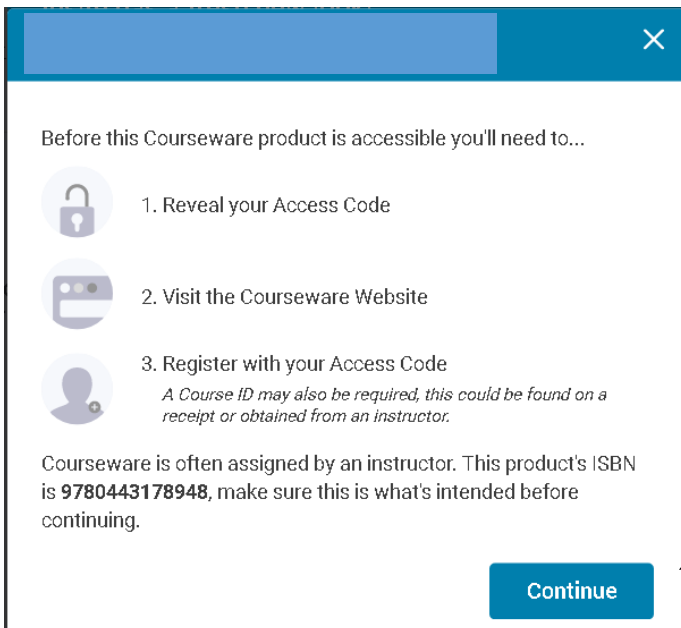 Before this Courseware product is accessible you'll need to...
1. Reveal your Access Code
2. Visit the Courseware Website
3. Register with your Access Code
A Course ID may also be required, this could be found on a
receipt or obtained from an instructor.
Courseware is often assigned by an instructor. This product's ISBN
is 9780443178948, make sure this is what's intended before
continuing.
Continue